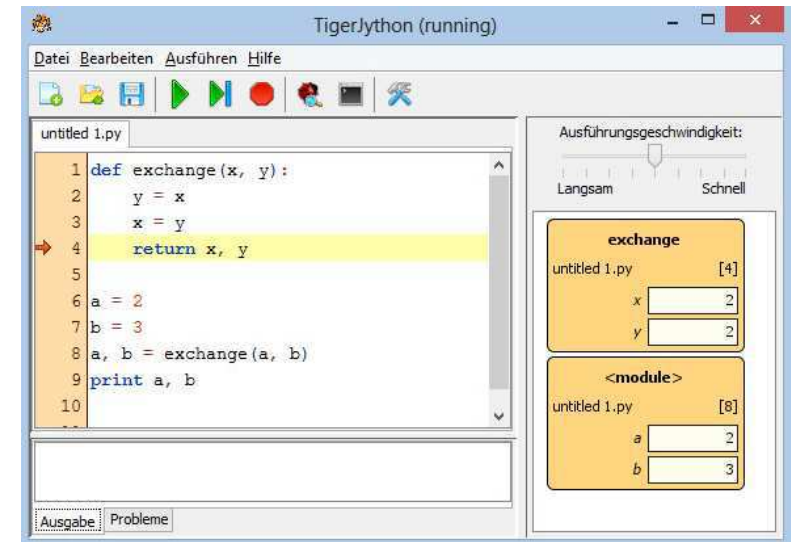 TigerJython (running)
Datei Bearbeiten Ausführen Hilfe
untitled 1.py
1 def exchange(x, y):
2 y = x
3 x = y
4 return x, y
5
6 a = 2
7 b = 3
8 a, b = exchange(a, b)
9 print a, b
10
Ausgabe Probleme
Ausführungsgeschwindigkeit:
Langsam Schnell
exchange
untitled 1.py [4]
x 2
y 2
<module>
untitled 1.py [8]
a 2
b 3